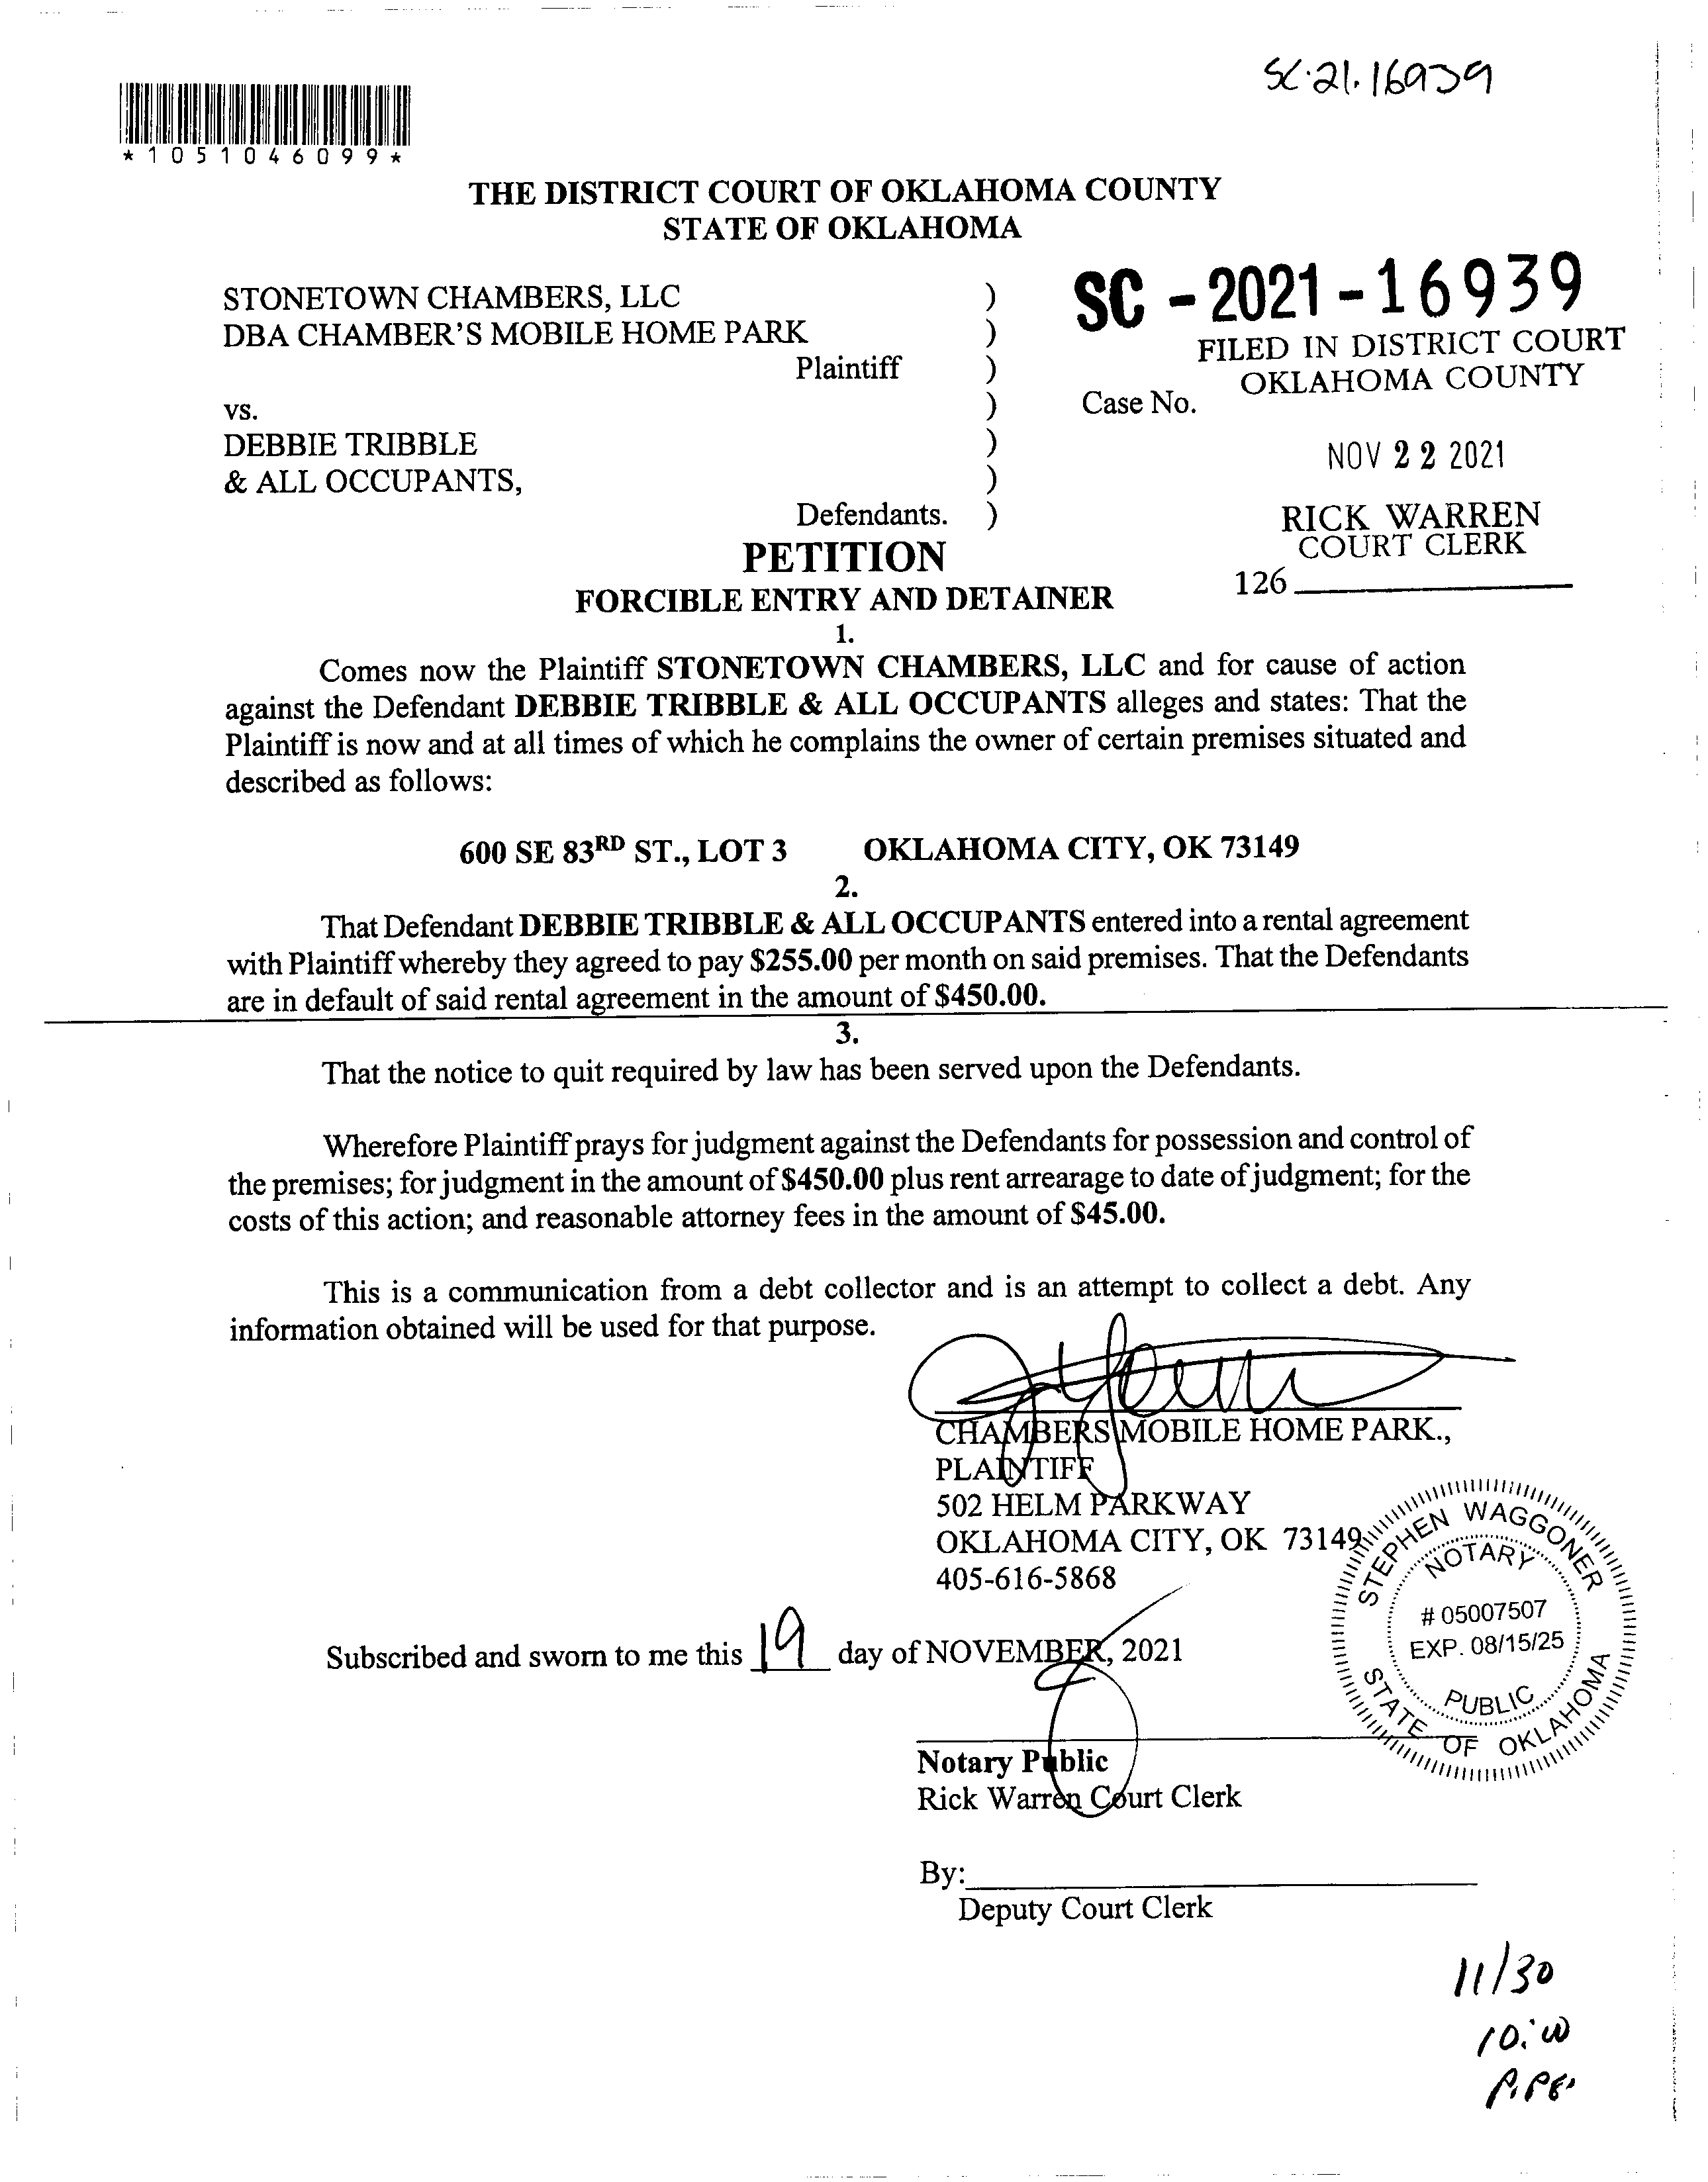 SC-21-16939
*1051046099*
THE DISTRICT COURT OF OKLAHOMA COUNTY
STATE OF OKLAHOMA
STONETOWN CHAMBERS, LLC )
DBA CHAMBER'S MOBILE HOME PARK )
Plaintiff )
vs. )
DEBBIE TRIBBLE )
& ALL OCCUPANTS, )
Defendants. )
SC - 2021 - 16939
FILED IN DISTRICT COURT
OKLAHOMA COUNTY
Case No.
NOV 22 2021
RICK WARREN
COURT CLERK
126
PETITION
FORCIBLE ENTRY AND DETAINER
1.
Comes now the Plaintiff STONETOWN CHAMBERS, LLC and for cause of action
against the Defendant DEBBIE TRIBBLE & ALL OCCUPANTS alleges and states: That the
Plaintiff is now and at all times of which he complains the owner of certain premises situated and
described as follows:
600 SE 83RD ST., LOT 3 OKLAHOMA CITY, OK 73149
2.
That Defendant DEBBIE TRIBBLE & ALL OCCUPANTS entered into a rental agreement
with Plaintiff whereby they agreed to pay $255.00 per month on said premises. That the Defendants
are in default of said rental agreement in the amount of $450.00.
3.
That the notice to quit required by law has been served upon the Defendants.
Wherefore Plaintiff prays for judgment against the Defendants for possession and control of
the premises; for judgment in the amount of $450.00 plus rent arrearage to date of judgment; for the
costs of this action; and reasonable attorney fees in the amount of $45.00.
This is a communication from a debt collector and is an attempt to collect a debt. Any
information obtained will be used for that purpose.
CHAMBERS MOBILE HOME PARK.,
PLAINTIFF
502 HELM PARKWAY
OKLAHOMA CITY, OK 73149
405-616-5868
STEPHEN WAGGONER
NOTARY
# 05007507
EXP. 08/15/25
PUBLIC
STATE OF OKLAHOMA
Subscribed and sworn to me this 19 day of NOVEMBER, 2021
Notary Public
Rick Warren Court Clerk
By:
Deputy Court Clerk
11/30
10:00